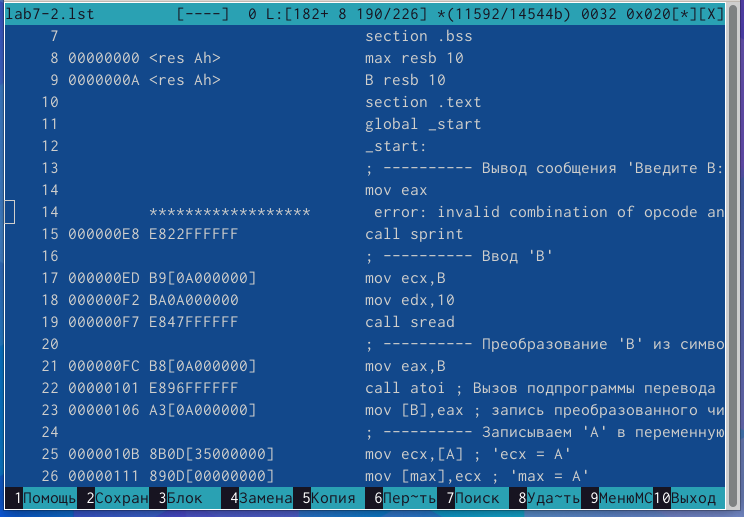 lab7-2.lst [----] 0 L:[182+ 8 190/226] *(11592/14544b) 0032 0x020[*][X]
7 section .bss
8 00000000 <res Ah> max resb 10
9 0000000A <res Ah> B resb 10
10 section .text
11 global _start
12 _start:
13 ; ---------- Вывод сообщения 'Введите B:
14 mov eax
14 ****************** error: invalid combination of opcode an
15 000000E8 E822FFFFFF call sprint
16 ; ---------- Ввод 'B'
17 000000ED B9[0A000000] mov ecx,B
18 000000F2 BA0A000000 mov edx,10
19 000000F7 E847FFFFFF call sread
20 ; ---------- Преобразование 'B' из симво
21 000000FC B8[0A000000] mov eax,B
22 00000101 E896FFFFFF call atoi ; Вызов подпрограммы перевода
23 00000106 A3[0A000000] mov [B],eax ; запись преобразованного чи
24 ; ---------- Записываем 'A' в переменную
25 0000010B 8B0D[35000000] mov ecx,[A] ; 'ecx = A'
26 00000111 890D[00000000] mov [max],ecx ; 'max = A'
1Помощь 2Сохран 3Блок 4Замена 5Копия 6Пер~ть 7Поиск 8Уда~ть 9МенюMC 10Выход